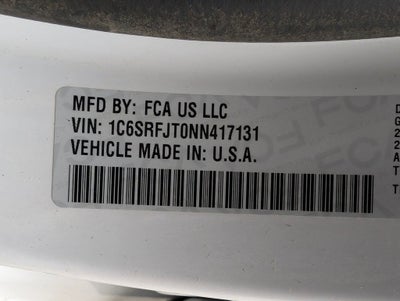 MFD BY: FCA US LLC
VIN: 1C6SRFJT0NN417131
VEHICLE MADE IN: U.S.A.